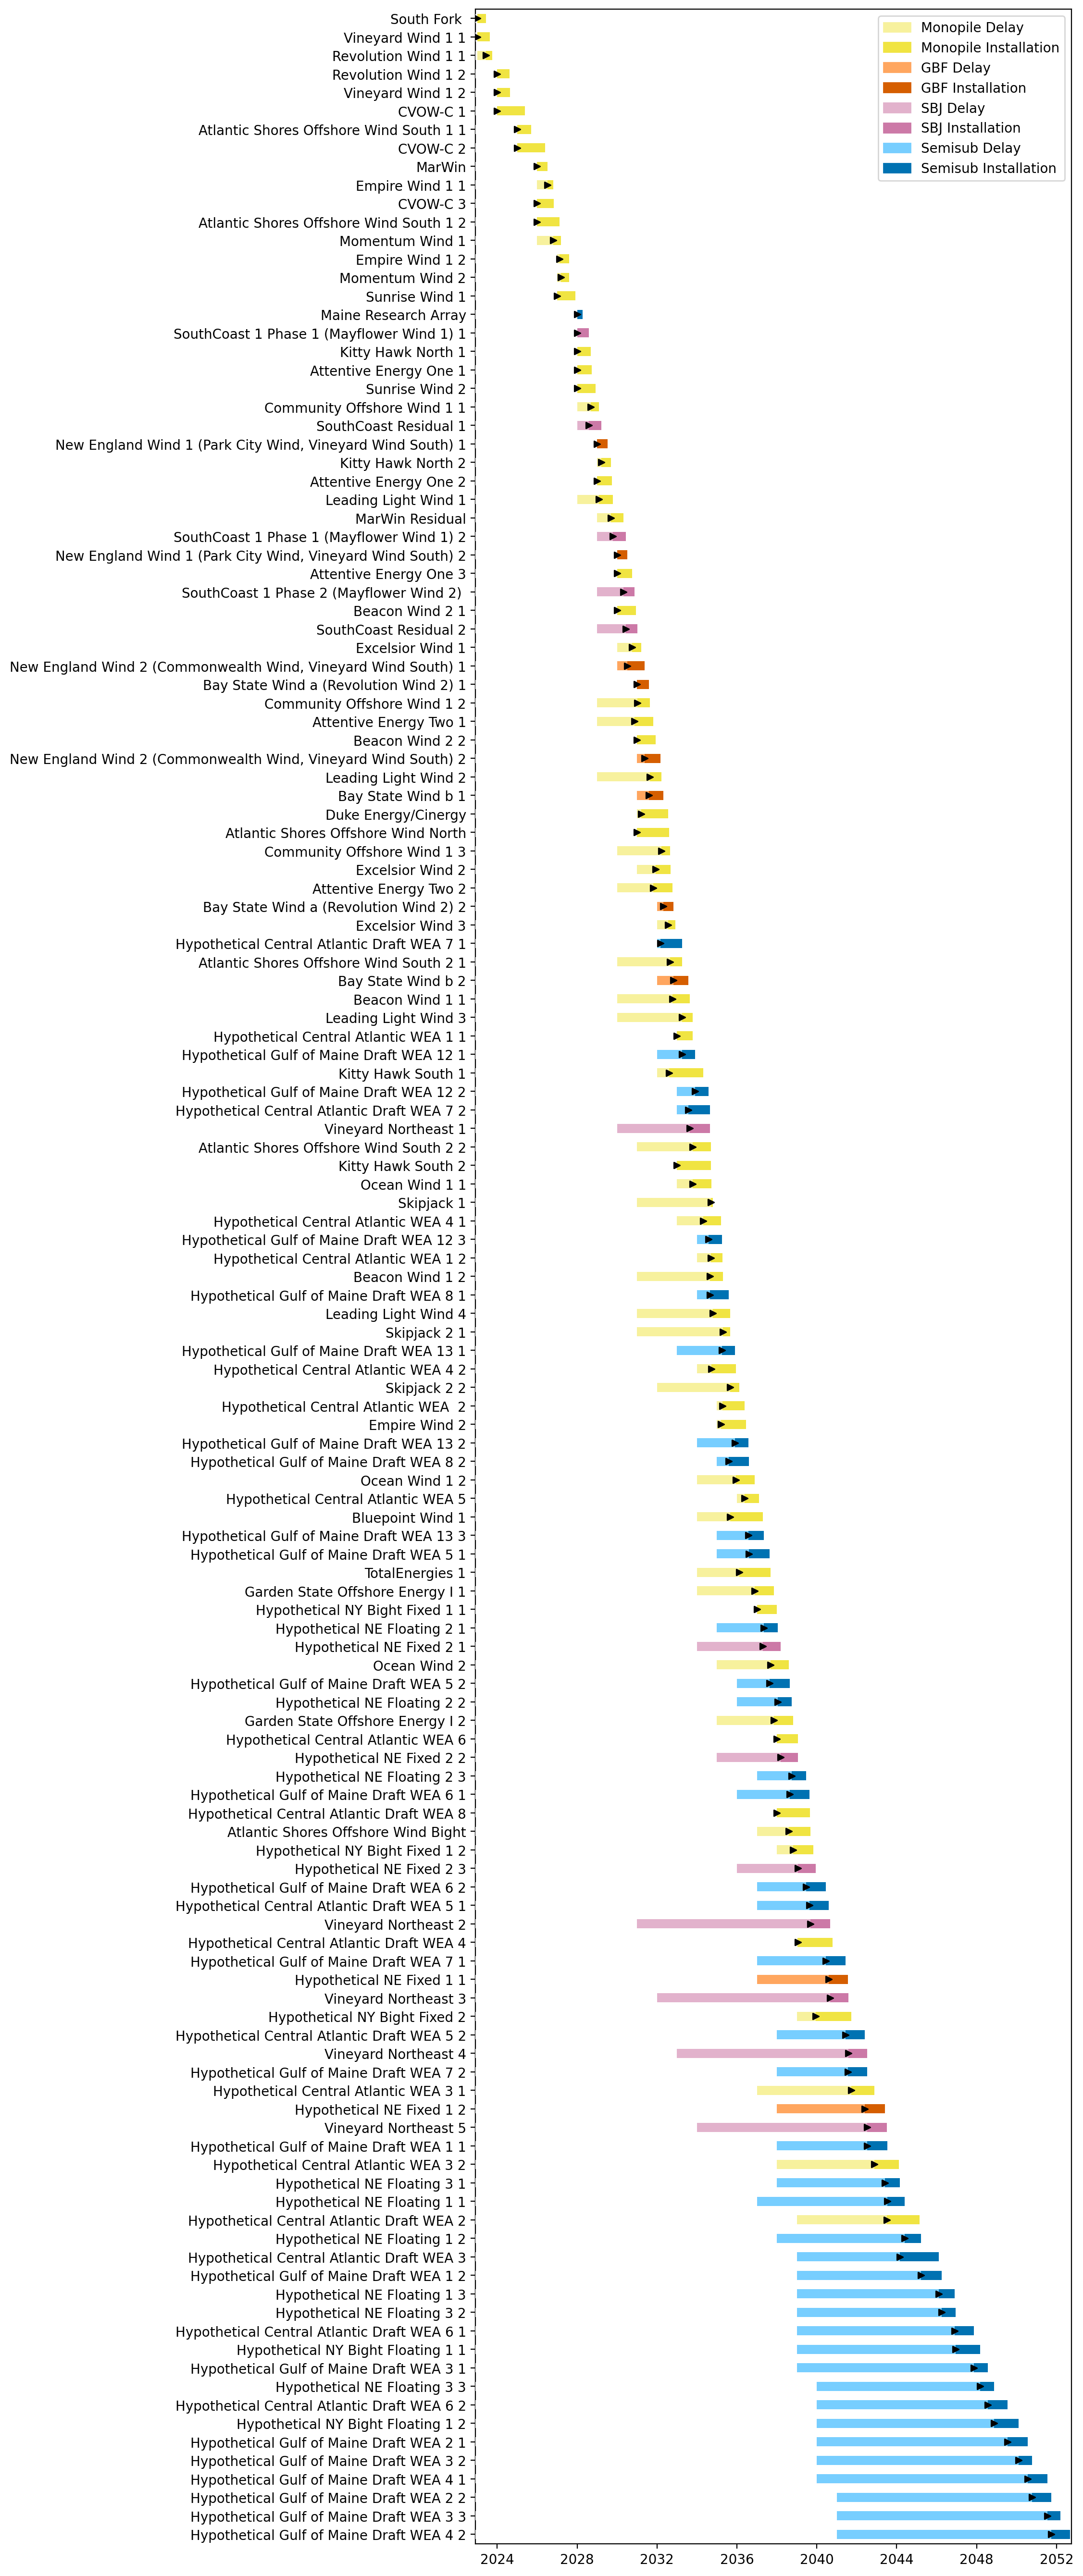 South Fork
Vineyard Wind 1 1
Revolution Wind 1 1
Revolution Wind 1 2
Vineyard Wind 1 2
CVOW-C 1
Atlantic Shores Offshore Wind South 1 1
CVOW-C 2
MarWin
Empire Wind 1 1
CVOW-C 3
Atlantic Shores Offshore Wind South 1 2
Momentum Wind 1
Empire Wind 1 2
Momentum Wind 2
Sunrise Wind 1
Maine Research Array
SouthCoast 1 Phase 1 (Mayflower Wind 1) 1
Kitty Hawk North 1
Attentive Energy One 1
Sunrise Wind 2
Community Offshore Wind 1 1
SouthCoast Residual 1
New England Wind 1 (Park City Wind, Vineyard Wind South) 1
Kitty Hawk North 2
Attentive Energy One 2
Leading Light Wind 1
MarWin Residual
SouthCoast 1 Phase 1 (Mayflower Wind 1) 2
New England Wind 1 (Park City Wind, Vineyard Wind South) 2
Attentive Energy One 3
SouthCoast 1 Phase 2 (Mayflower Wind 2)
Beacon Wind 2 1
SouthCoast Residual 2
Excelsior Wind 1
New England Wind 2 (Commonwealth Wind, Vineyard Wind South) 1
Bay State Wind a (Revolution Wind 2) 1
Community Offshore Wind 1 2
Attentive Energy Two 1
Beacon Wind 2 2
New England Wind 2 (Commonwealth Wind, Vineyard Wind South) 2
Leading Light Wind 2
Bay State Wind b 1
Duke Energy/Cinergy
Atlantic Shores Offshore Wind North
Community Offshore Wind 1 3
Excelsior Wind 2
Attentive Energy Two 2
Bay State Wind a (Revolution Wind 2) 2
Excelsior Wind 3
Hypothetical Central Atlantic Draft WEA 7 1
Atlantic Shores Offshore Wind South 2 1
Bay State Wind b 2
Beacon Wind 1 1
Leading Light Wind 3
Hypothetical Central Atlantic WEA 1 1
Hypothetical Gulf of Maine Draft WEA 12 1
Kitty Hawk South 1
Hypothetical Gulf of Maine Draft WEA 12 2
Hypothetical Central Atlantic Draft WEA 7 2
Vineyard Northeast 1
Atlantic Shores Offshore Wind South 2 2
Kitty Hawk South 2
Ocean Wind 1 1
Skipjack 1
Hypothetical Central Atlantic WEA 4 1
Hypothetical Gulf of Maine Draft WEA 12 3
Hypothetical Central Atlantic WEA 1 2
Beacon Wind 1 2
Hypothetical Gulf of Maine Draft WEA 8 1
Leading Light Wind 4
Skipjack 2 1
Hypothetical Gulf of Maine Draft WEA 13 1
Hypothetical Central Atlantic WEA 4 2
Skipjack 2 2
Hypothetical Central Atlantic WEA  2
Empire Wind 2
Hypothetical Gulf of Maine Draft WEA 13 2
Hypothetical Gulf of Maine Draft WEA 8 2
Ocean Wind 1 2
Hypothetical Central Atlantic WEA 5
Bluepoint Wind 1
Hypothetical Gulf of Maine Draft WEA 13 3
Hypothetical Gulf of Maine Draft WEA 5 1
TotalEnergies 1
Garden State Offshore Energy I 1
Hypothetical NY Bight Fixed 1 1
Hypothetical NE Floating 2 1
Hypothetical NE Fixed 2 1
Ocean Wind 2
Hypothetical Gulf of Maine Draft WEA 5 2
Hypothetical NE Floating 2 2
Garden State Offshore Energy I 2
Hypothetical Central Atlantic WEA 6
Hypothetical NE Fixed 2 2
Hypothetical NE Floating 2 3
Hypothetical Gulf of Maine Draft WEA 6 1
Hypothetical Central Atlantic Draft WEA 8
Atlantic Shores Offshore Wind Bight
Hypothetical NY Bight Fixed 1 2
Hypothetical NE Fixed 2 3
Hypothetical Gulf of Maine Draft WEA 6 2
Hypothetical Central Atlantic Draft WEA 5 1
Vineyard Northeast 2
Hypothetical Central Atlantic Draft WEA 4
Hypothetical Gulf of Maine Draft WEA 7 1
Hypothetical NE Fixed 1 1
Vineyard Northeast 3
Hypothetical NY Bight Fixed 2
Hypothetical Central Atlantic Draft WEA 5 2
Vineyard Northeast 4
Hypothetical Gulf of Maine Draft WEA 7 2
Hypothetical Central Atlantic WEA 3 1
Hypothetical NE Fixed 1 2
Vineyard Northeast 5
Hypothetical Gulf of Maine Draft WEA 1 1
Hypothetical Central Atlantic WEA 3 2
Hypothetical NE Floating 3 1
Hypothetical NE Floating 1 1
Hypothetical Central Atlantic Draft WEA 2
Hypothetical NE Floating 1 2
Hypothetical Central Atlantic Draft WEA 3
Hypothetical Gulf of Maine Draft WEA 1 2
Hypothetical NE Floating 1 3
Hypothetical NE Floating 3 2
Hypothetical Central Atlantic Draft WEA 6 1
Hypothetical NY Bight Floating 1 1
Hypothetical Gulf of Maine Draft WEA 3 1
Hypothetical NE Floating 3 3
Hypothetical Central Atlantic Draft WEA 6 2
Hypothetical NY Bight Floating 1 2
Hypothetical Gulf of Maine Draft WEA 2 1
Hypothetical Gulf of Maine Draft WEA 3 2
Hypothetical Gulf of Maine Draft WEA 4 1
Hypothetical Gulf of Maine Draft WEA 2 2
Hypothetical Gulf of Maine Draft WEA 3 3
Hypothetical Gulf of Maine Draft WEA 4 2
Monopile Delay
Monopile Installation
GBF Delay
GBF Installation
SBJ Delay
SBJ Installation
Semisub Delay
Semisub Installation
2024 2028 2032 2036 2040 2044 2048 2052